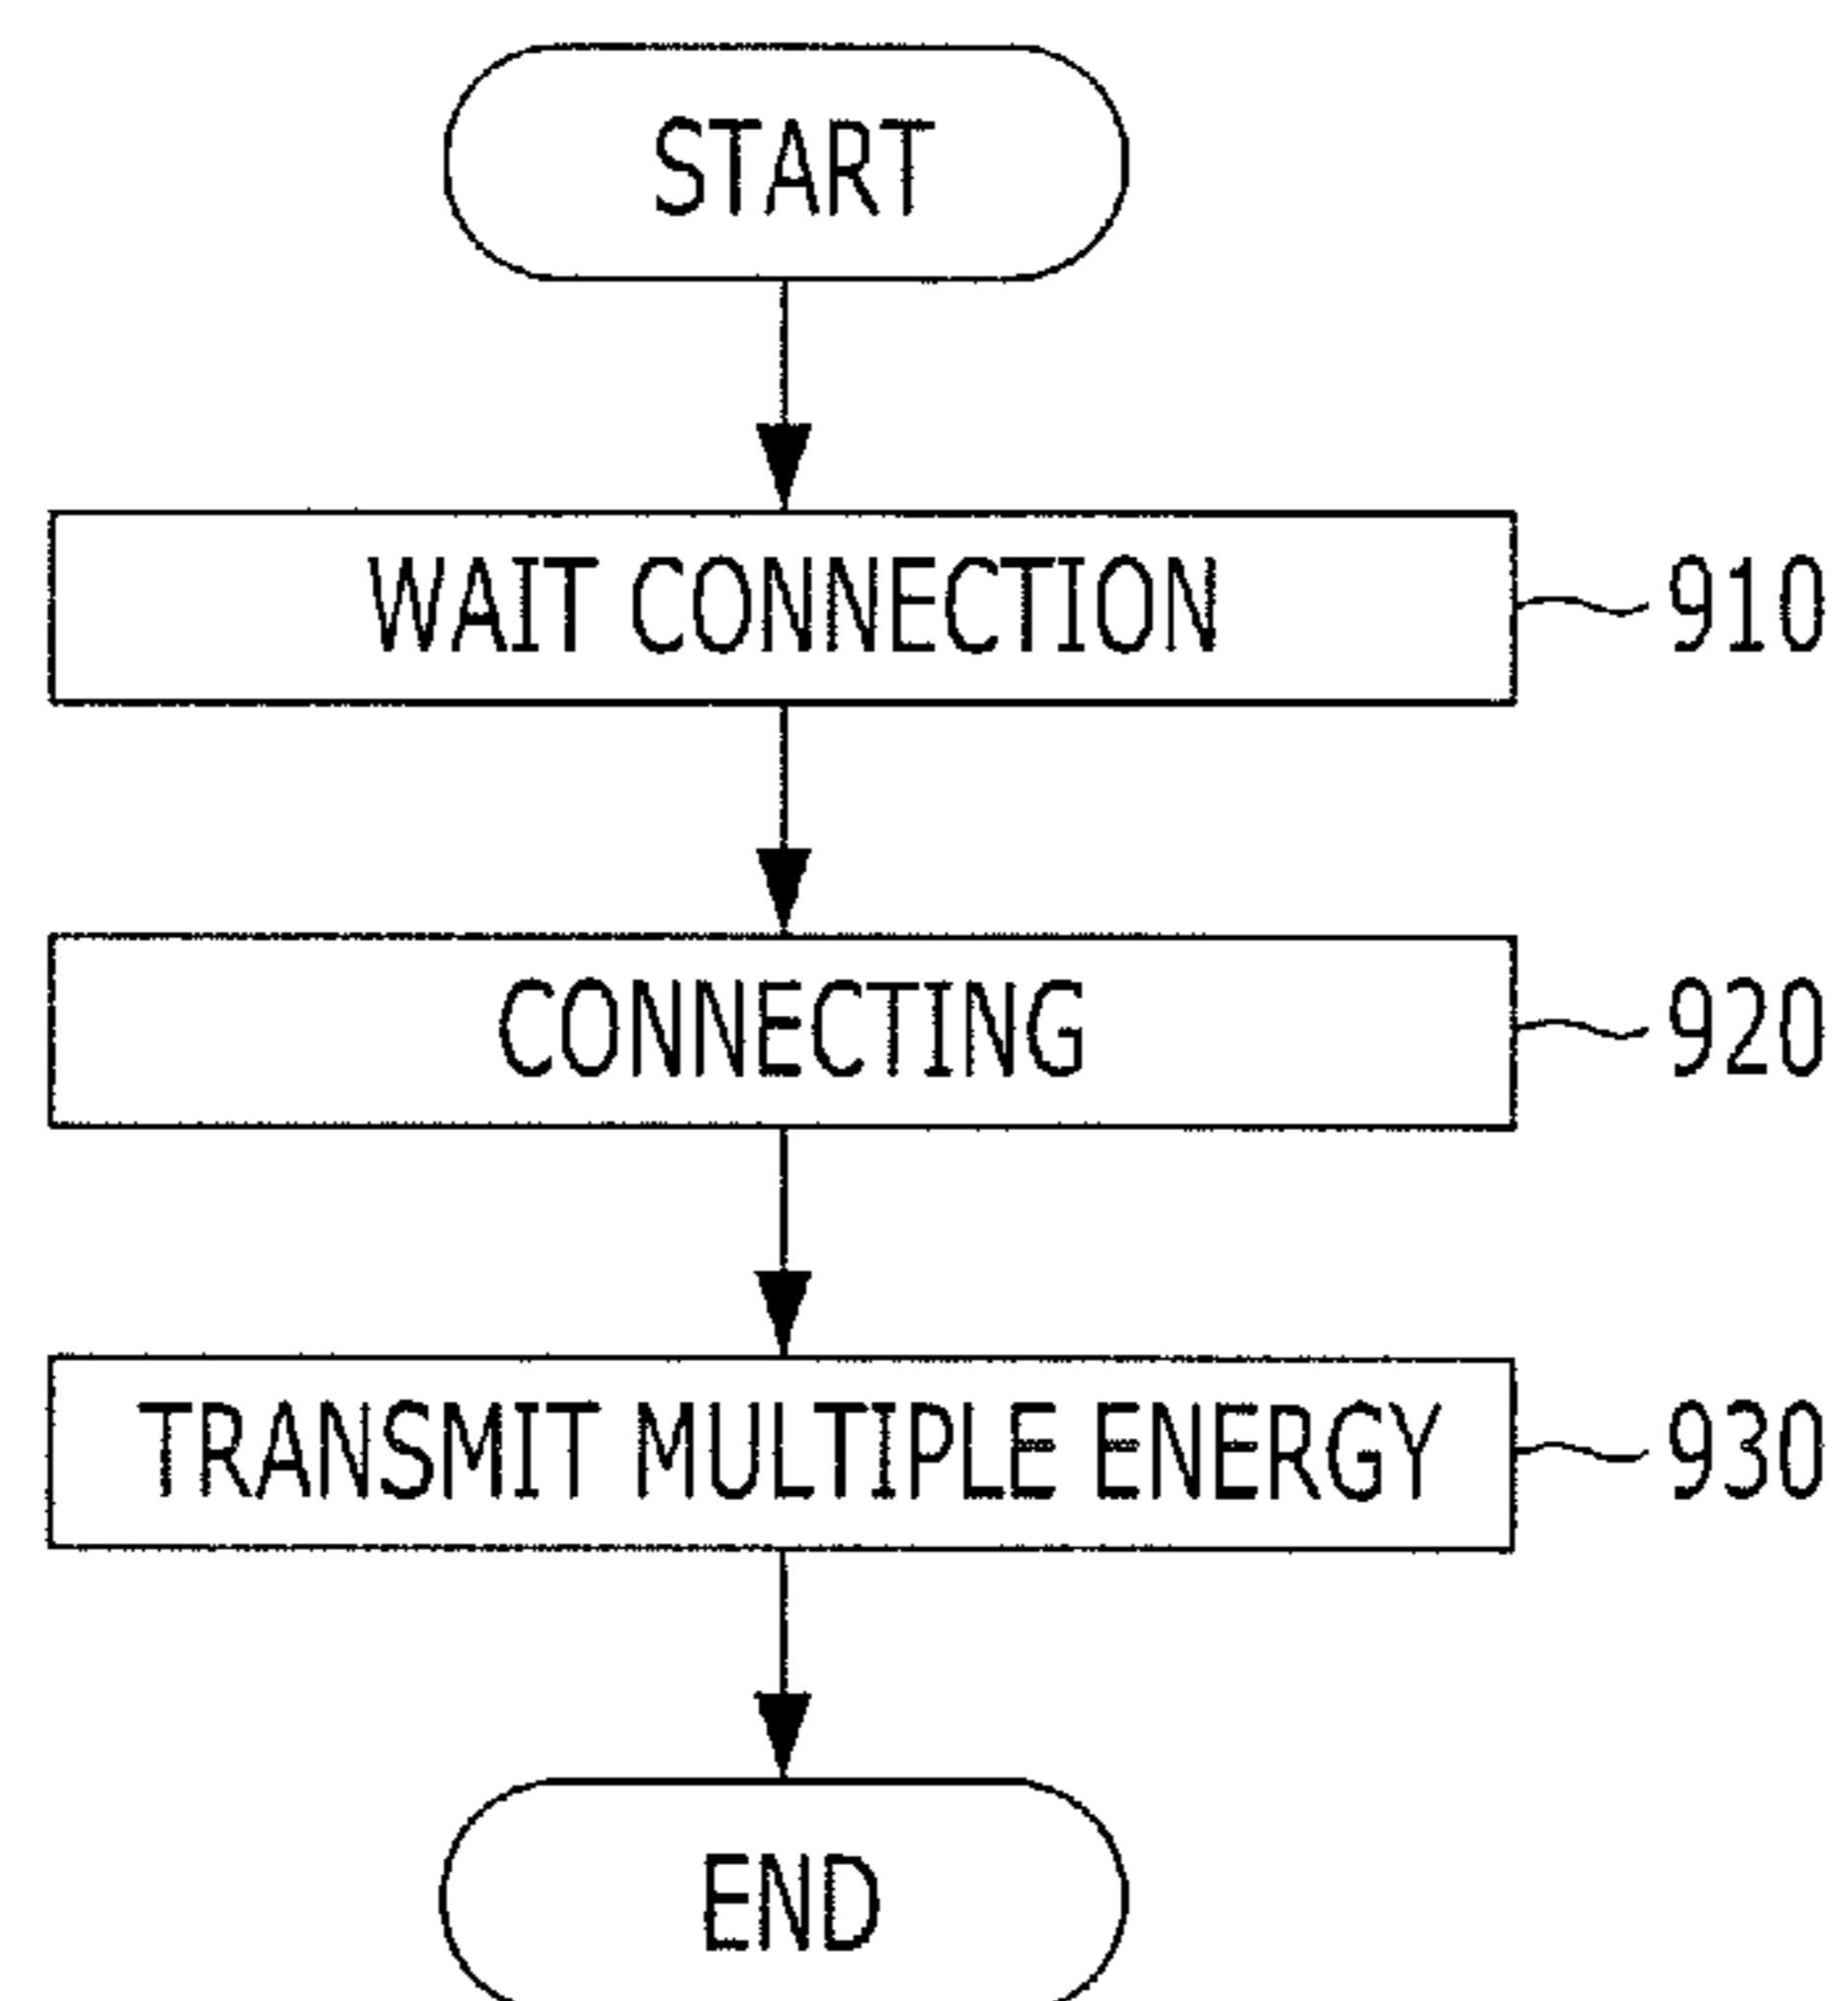 START
WAIT CONNECTION 910
CONNECTING 920
TRANSMIT MULTIPLE ENERGY 930
END